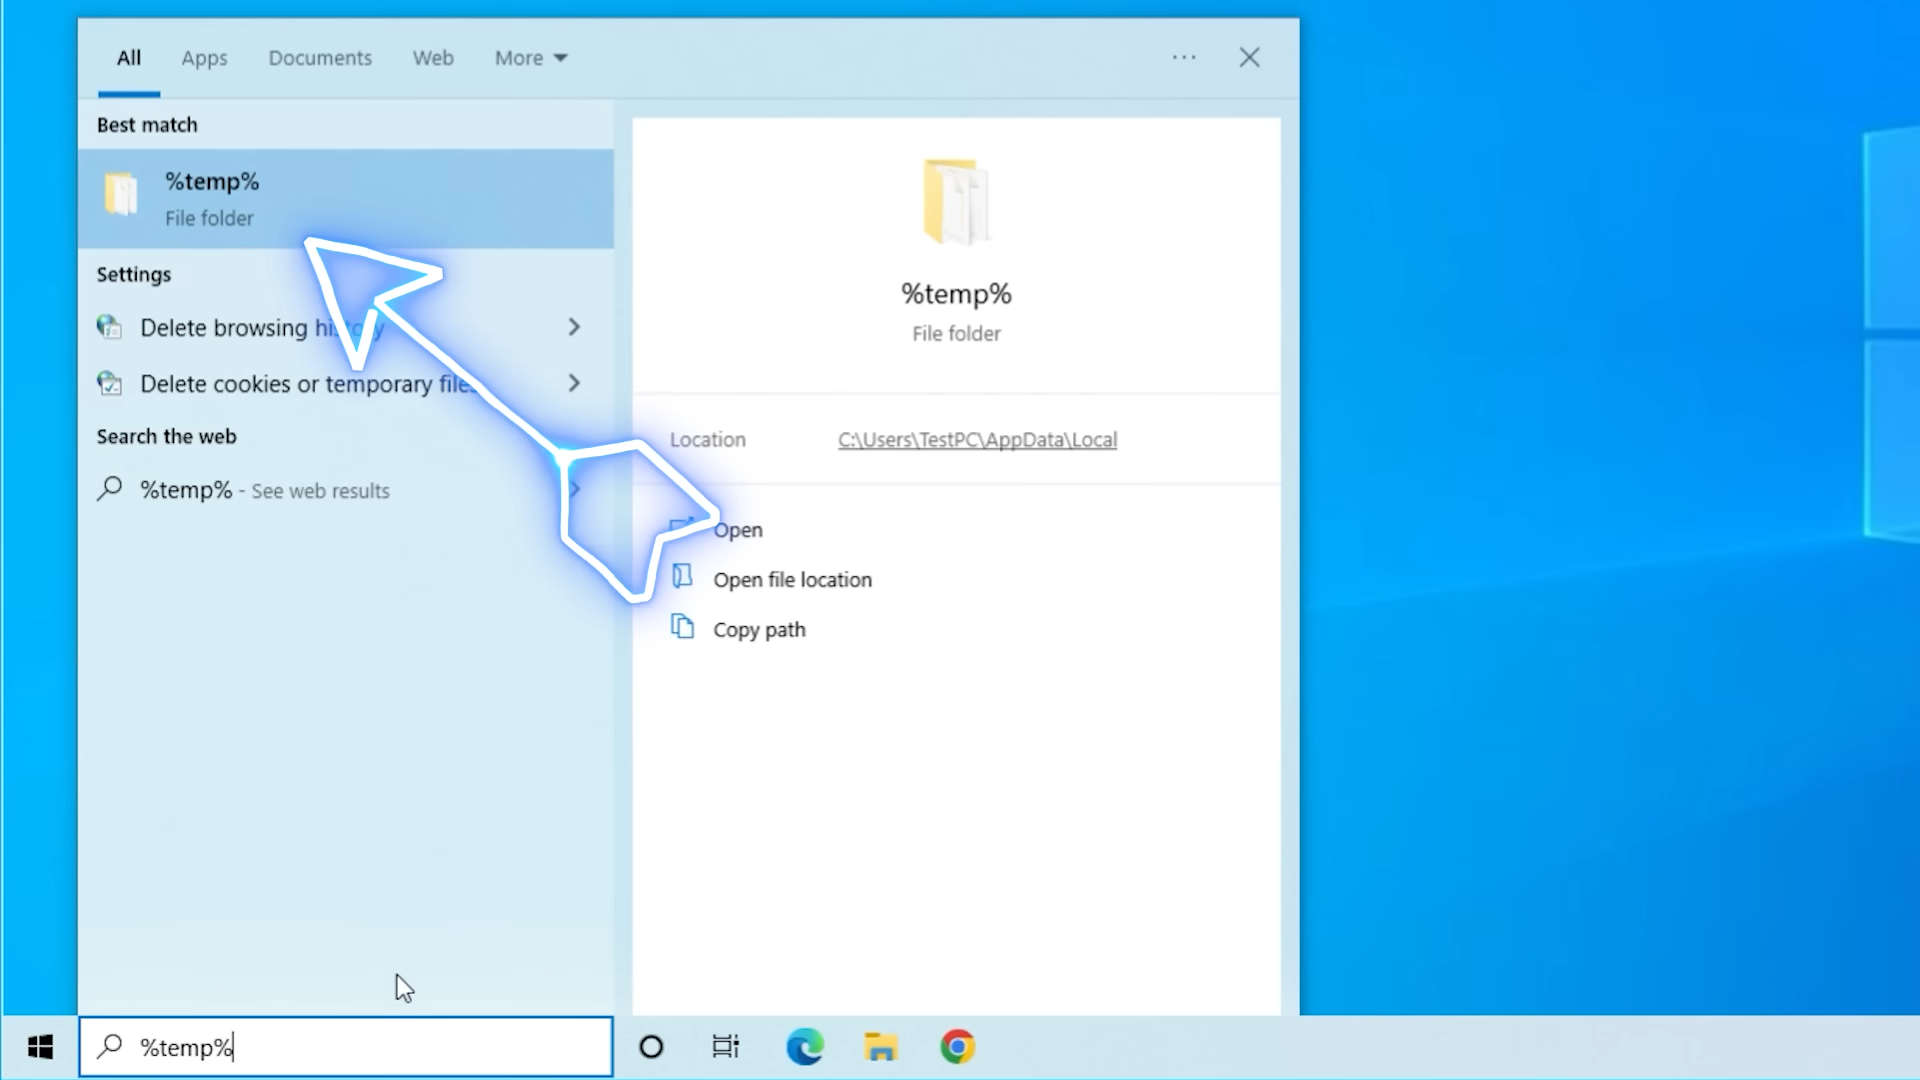 All Apps Documents Web More
Best match
%temp%
File folder
Settings
Delete browsing history
Delete cookies or temporary files
Search the web
%temp% - See web results
%temp%
File folder
Location C:\Users\TestPC\AppData\Local
Open
Open file location
Copy path
%temp%